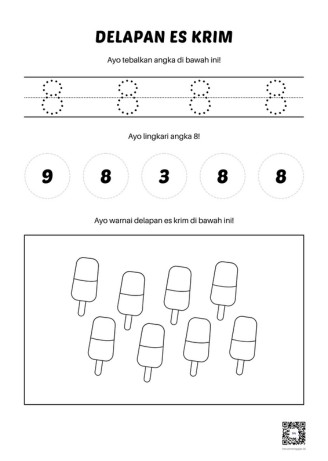 DELAPAN ES KRIM
Ayo tebalkan angka di bawah ini!
8 8 8 8
Ayo lingkari angka 8!
9 8 3 8 8
Ayo warnai delapan es krim di bawah ini!